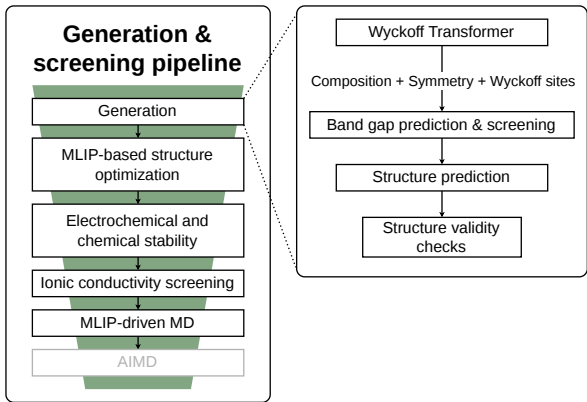 Generation &
screening pipeline
Generation
MLIP-based structure
optimization
Electrochemical and
chemical stability
Ionic conductivity screening
MLIP-driven MD
AIMD
Wyckoff Transformer
Composition + Symmetry + Wyckoff sites
Band gap prediction & screening
Structure prediction
Structure validity
checks